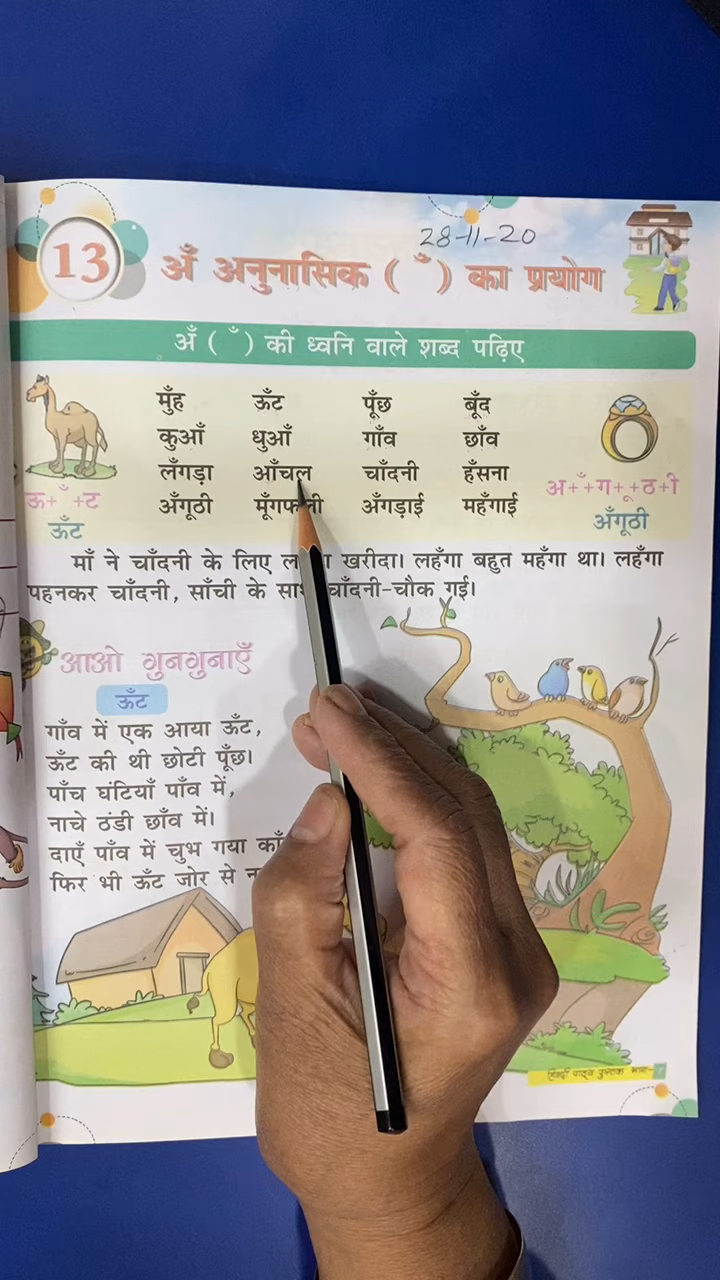 28-11-20
13 अँ अनुनासिक ( ँ ) का प्रयोग
अँ ( ँ ) की ध्वनि वाले शब्द पढ़िए
मुँह ऊँट पूँछ बूँद
कुआँ धुआँ गाँव छाँव
लँगड़ा आँचल चाँदनी हँसना
अँगूठी अँगड़ाई महँगाई
ऊ+ ँ +ट
ऊँट
अ+ ँ +ग+ ू +ठ+ी
अँगूठी
माँ ने चाँदनी के लिए खरीदा। लहँगा बहुत महँगा था। लहँगा
पहनकर चाँदनी, साँची के चाँदनी-चौक गई।
आओ गुनगुनाएँ
ऊँट
गाँव में एक आया ऊँट,
ऊँट की थी छोटी पूँछ।
पाँच घंटियाँ पाँव में,
नाचे ठंडी छाँव में।
दाएँ पाँव में चुभ गया
फिर भी ऊँट जोर से
हिन्दी पाठ्य पुस्तक भाग-